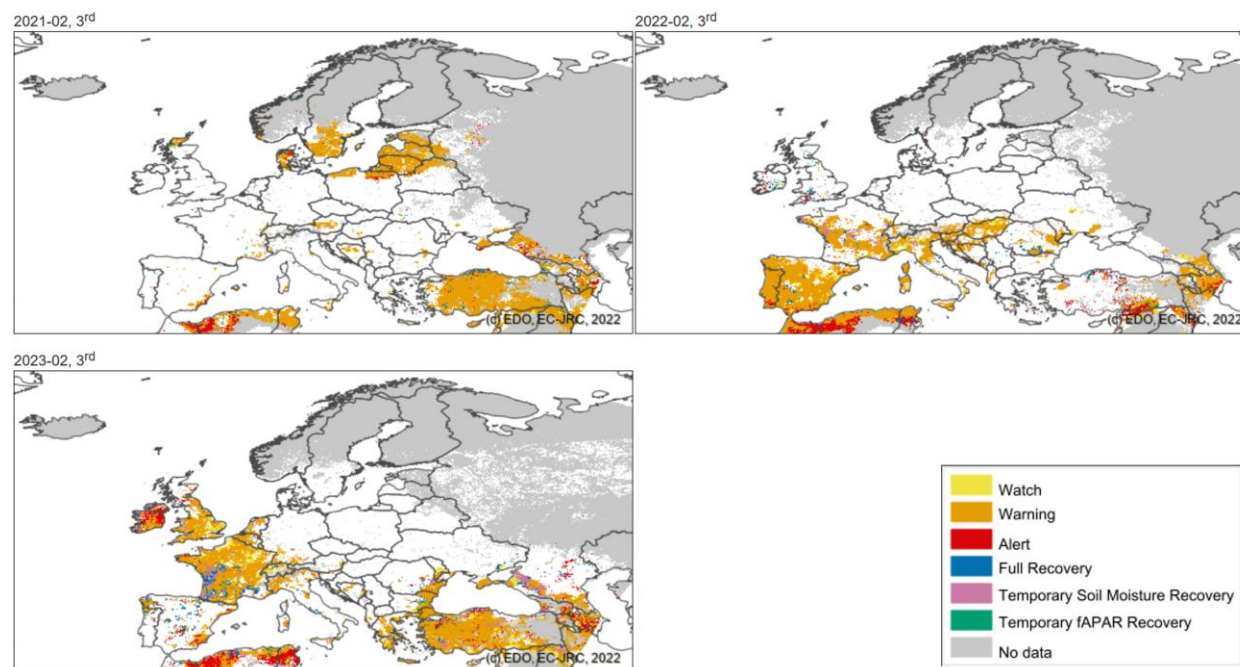 2021-02, 3rd
2022-02, 3rd
(c) EDO, EC-JRC, 2022
(c) EDO, EC-JRC, 2022
2023-02, 3rd
(c) EDO, EC-JRC, 2022
Watch
Warning
Alert
Full Recovery
Temporary Soil Moisture Recovery
Temporary fAPAR Recovery
No data